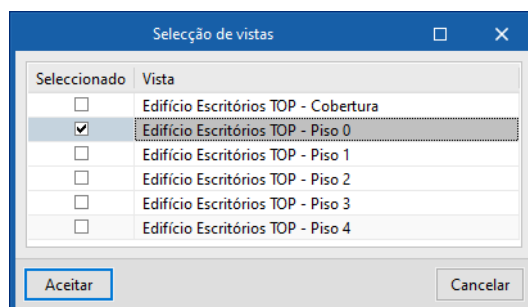 Selecção de vistas
Seleccionado Vista
Edifício Escritórios TOP - Cobertura
Edifício Escritórios TOP - Piso 0
Edifício Escritórios TOP - Piso 1
Edifício Escritórios TOP - Piso 2
Edifício Escritórios TOP - Piso 3
Edifício Escritórios TOP - Piso 4
Aceitar Cancelar